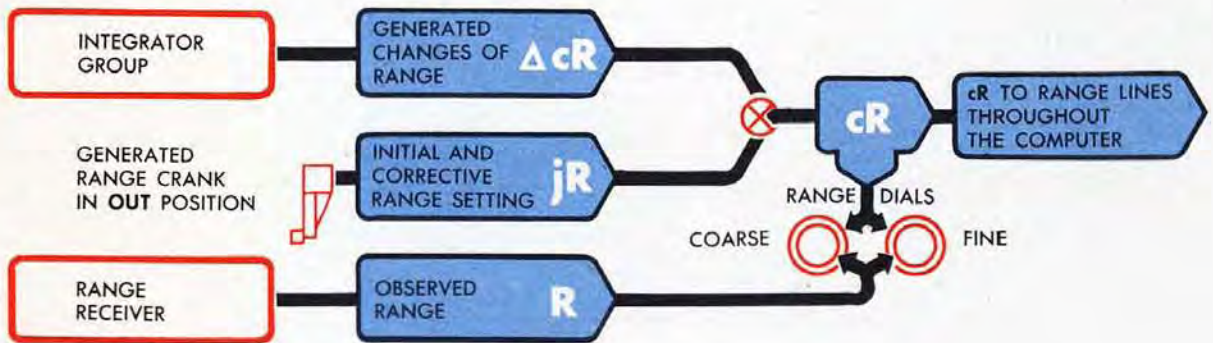 INTEGRATOR
GROUP
GENERATED
CHANGES OF
RANGE
Δ cR
cR
cR TO RANGE LINES
THROUGHOUT
THE COMPUTER
GENERATED
RANGE CRANK
IN OUT POSITION
INITIAL AND
CORRECTIVE
RANGE SETTING
jR
RANGE DIALS
COARSE
FINE
RANGE
RECEIVER
OBSERVED
RANGE
R